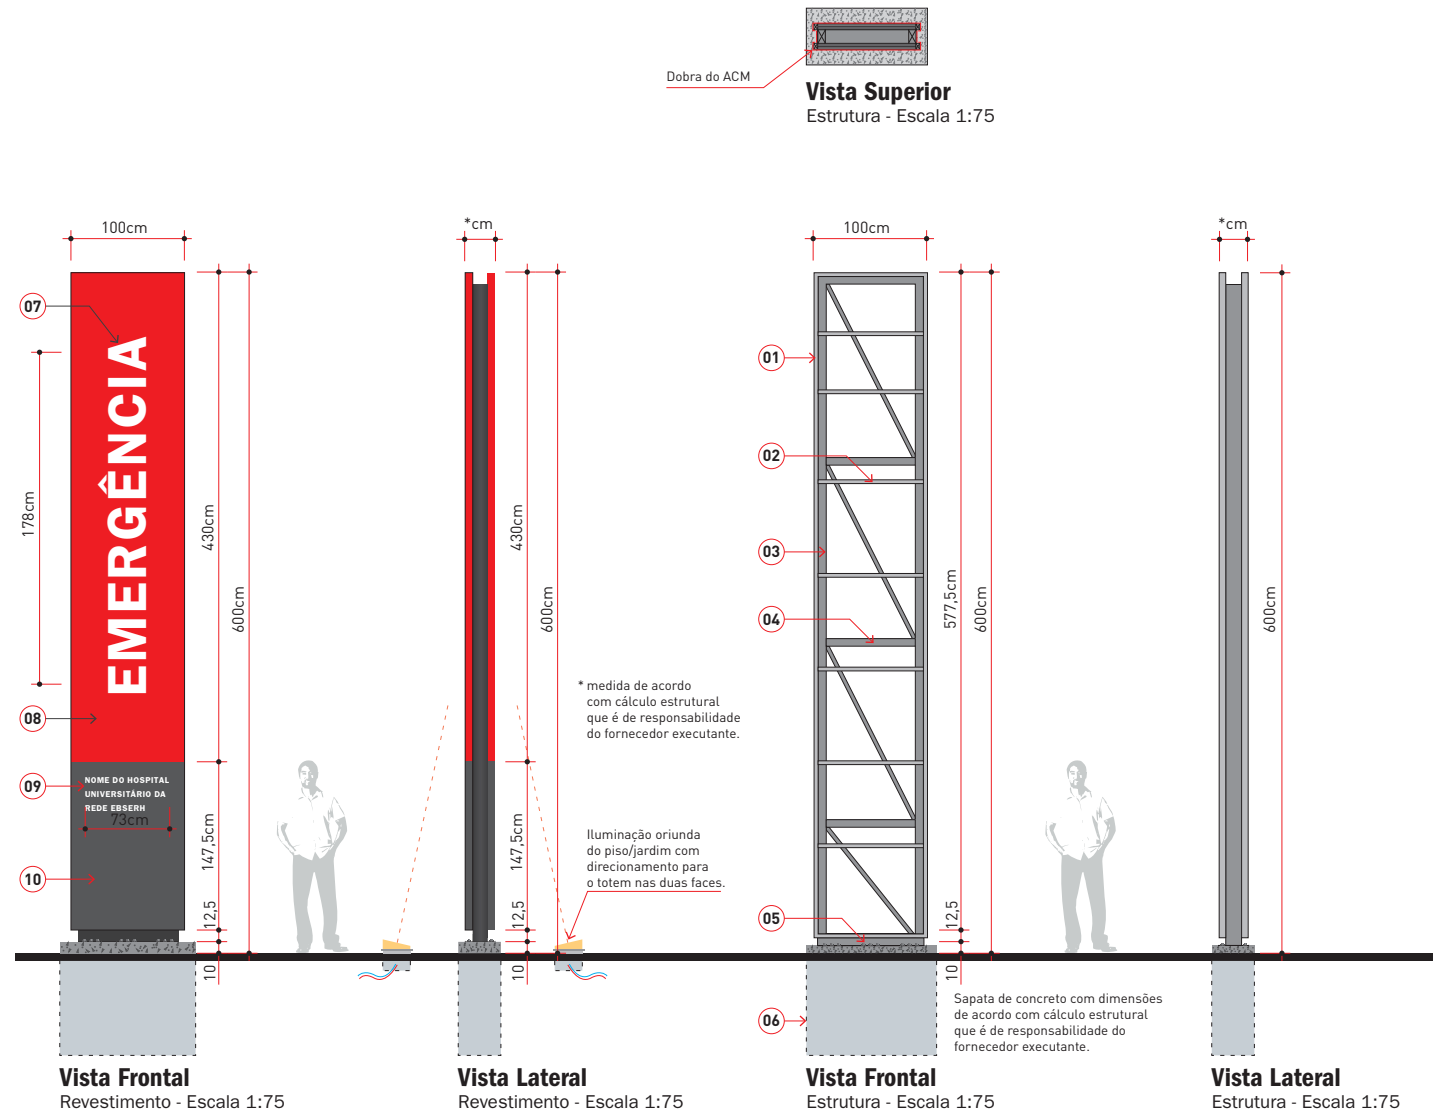 Dobra do ACM
Vista Superior
Estrutura - Escala 1:75
100cm
*cm
100cm
*cm
07
178cm
EMERGÊNCIA
430cm
600cm
08
09
NOME DO HOSPITAL
UNIVERSITÁRIO DA
REDE EBSERH
73cm
147,5cm
10
12,5
10
430cm
600cm
147,5cm
12,5
10
* medida de acordo
com cálculo estrutural
que é de responsabilidade
do fornecedor executante.
Iluminação oriunda
do piso/jardim com
direcionamento para
o totem nas duas faces.
01
02
03
04
05
06
577,5cm
600cm
12,5
10
600cm
Sapata de concreto com dimensões
de acordo com cálculo estrutural
que é de responsabilidade do
fornecedor executante.
Vista Frontal
Revestimento - Escala 1:75
Vista Lateral
Revestimento - Escala 1:75
Vista Frontal
Estrutura - Escala 1:75
Vista Lateral
Estrutura - Escala 1:75